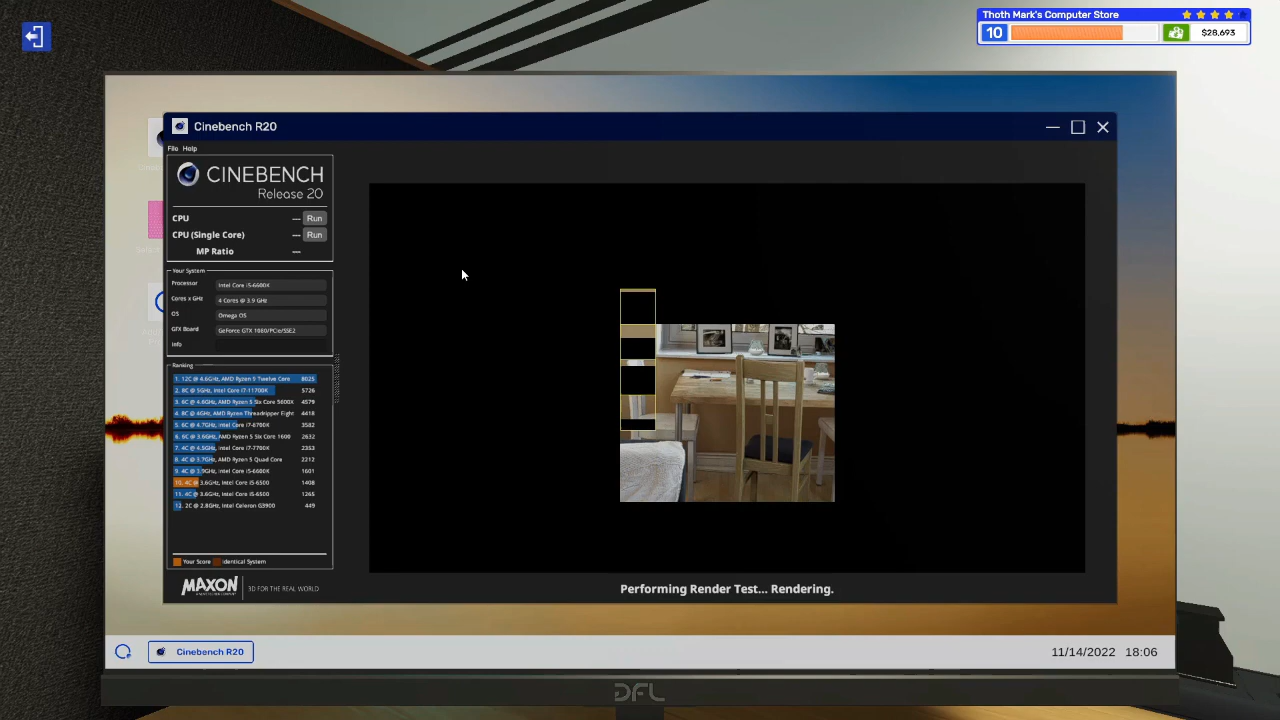 Thoth Mark's Computer Store
10
$28,693
Cinebench R20
File Help
CINEBENCH
Release 20
CPU --- Run
CPU (Single Core) --- Run
MP Ratio ---
Your System
Processor Intel Core i5-6600K
Cores x GHz 4 Cores @ 3.9 GHz
OS Omega OS
GFX Board GeForce GTX 1080/PCIe/SSE2
Info
Ranking
1. 12C @ 4.6GHz, AMD Ryzen 9 Twelve Core 8025
2. 8C @ 5GHz, Intel Core i7-11700K 5726
3. 6C @ 4.6GHz, AMD Ryzen 5 Six Core 5600X 4579
4. 8C @ 4GHz, AMD Ryzen Threadripper Eight 4418
5. 6C @ 4.7GHz, Intel Core i7-8700K 3582
6. 6C @ 3.6GHz, AMD Ryzen 5 Six Core 1600 2632
7. 4C @ 4.5GHz, Intel Core i7-7700K 2353
8. 4C @ 3.7GHz, AMD Ryzen 5 Quad Core 2212
9. 4C @ 3.9GHz, Intel Core i5-6600K 1601
10. 4C @ 3.6GHz, Intel Core i5-6500 1408
11. 4C @ 3.6GHz, Intel Core i5-6500 1265
12. 2C @ 2.8GHz, Intel Celeron G3900 449
Your Score Identical System
MAXON 3D FOR THE REAL WORLD
Performing Render Test... Rendering.
Cinebench R20
11/14/2022 18:06
DFL